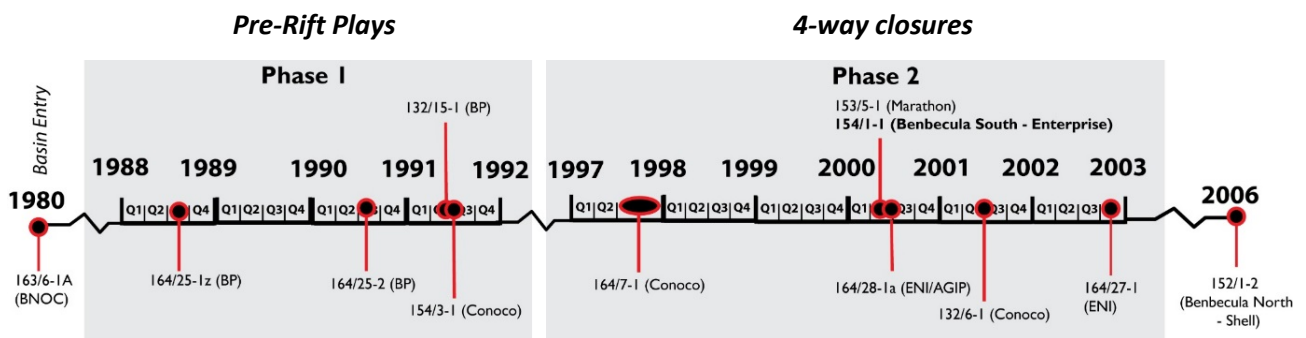 Pre-Rift Plays
4-way closures
Basin Entry
Phase 1
Phase 2
132/15-1 (BP)
153/5-1 (Marathon)
154/1-1 (Benbecula South - Enterprise)
1980
1988
1989
1990
1991
1992
1997
1998
1999
2000
2001
2002
2003
2006
Q1 Q2 Q4
Q1 Q2 Q3 Q4
Q1 Q2 Q3 Q4
Q1 Q3 Q4
Q1 Q2
Q1 Q2 Q3 Q4
Q1 Q2 Q3 Q4
Q1 Q3 Q4
Q1 Q2 Q3 Q4
Q1 Q2 Q3
163/6-1A
(BNOC)
164/25-1z (BP)
164/25-2 (BP)
154/3-1 (Conoco)
164/7-1 (Conoco)
164/28-1a (ENI/AGIP)
132/6-1 (Conoco)
164/27-1
(ENI)
152/1-2
(Benbecula North
- Shell)